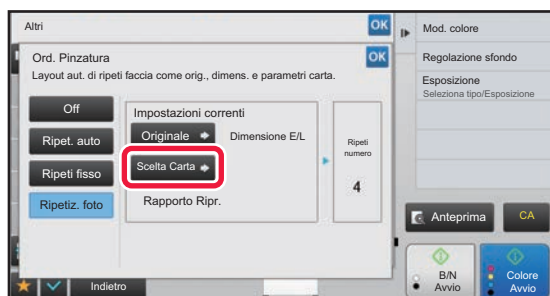 Altri
OK
Ord. Pinzatura
OK
Layout aut. di ripeti faccia come orig., dimens. e parametri carta.
Off
Ripet. auto
Ripeti fisso
Ripetiz. foto
Impostazioni correnti
Originale
Dimensione E/L
Scelta Carta
Rapporto Ripr.
Ripeti
numero
4
Indietro
Mod. colore
Regolazione sfondo
Esposizione
Seleziona tipo/Esposizione
Anteprima
CA
B/N
Avvio
Colore
Avvio